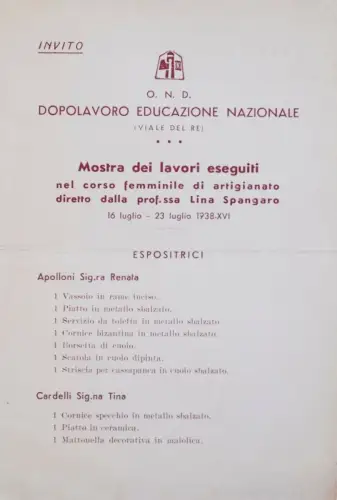 INVITO
O. N. D.
DOPOLAVORO EDUCAZIONE NAZIONALE
(VIALE DEL RE)
Mostra dei lavori eseguiti
nel corso femminile di artigianato
diretto dalla prof.ssa Lina Spangaro
16 luglio - 23 luglio 1938-XVI
ESPOSITRICI
Apolloni Sig.ra Renata
1 Vassoio in rame inciso.
1 Piatto in metallo sbalzato.
1 Servizio da toletta in metallo sbalzato
1 Cornice bizantina in metallo sbalzato.
1 Borsetta di cuoio.
1 Scatola in cuoio dipinta.
1 Striscia per cassapanca in cuoio sbalzato.
Cardelli Sig.na Tina
1 Cornice specchio in metallo sbalzato.
1 Piatto in ceramica.
1 Mattonella decorativa in maiolica.